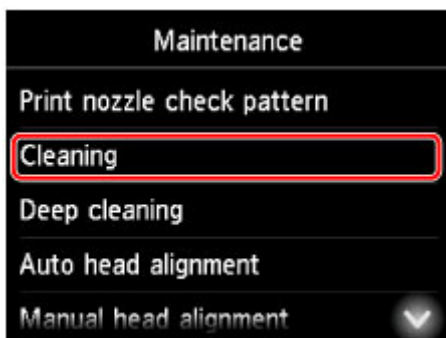 Maintenance
Print nozzle check pattern
Cleaning
Deep cleaning
Auto head alignment
Manual head alignment